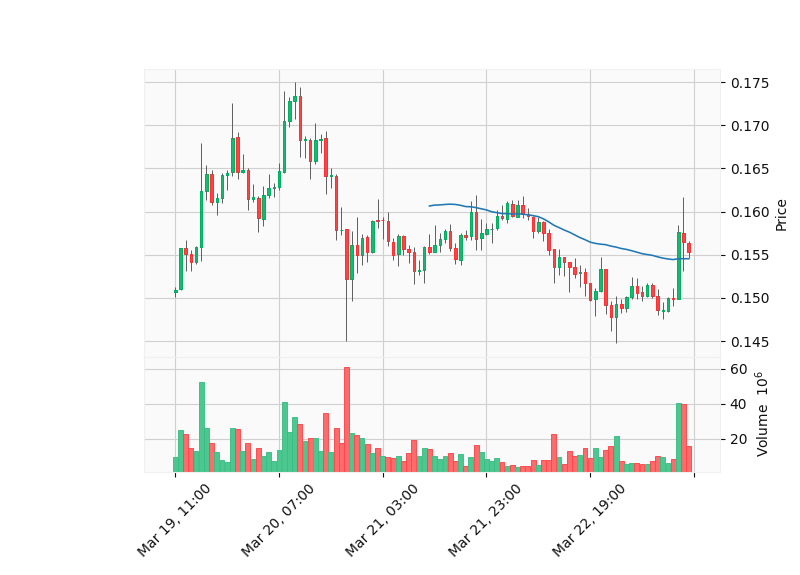 0.175
0.170
0.165
0.160
0.155
0.150
0.145
Price
60
40
20
Volume 10^6
Mar 19, 11:00
Mar 20, 07:00
Mar 21, 03:00
Mar 21, 23:00
Mar 22, 19:00